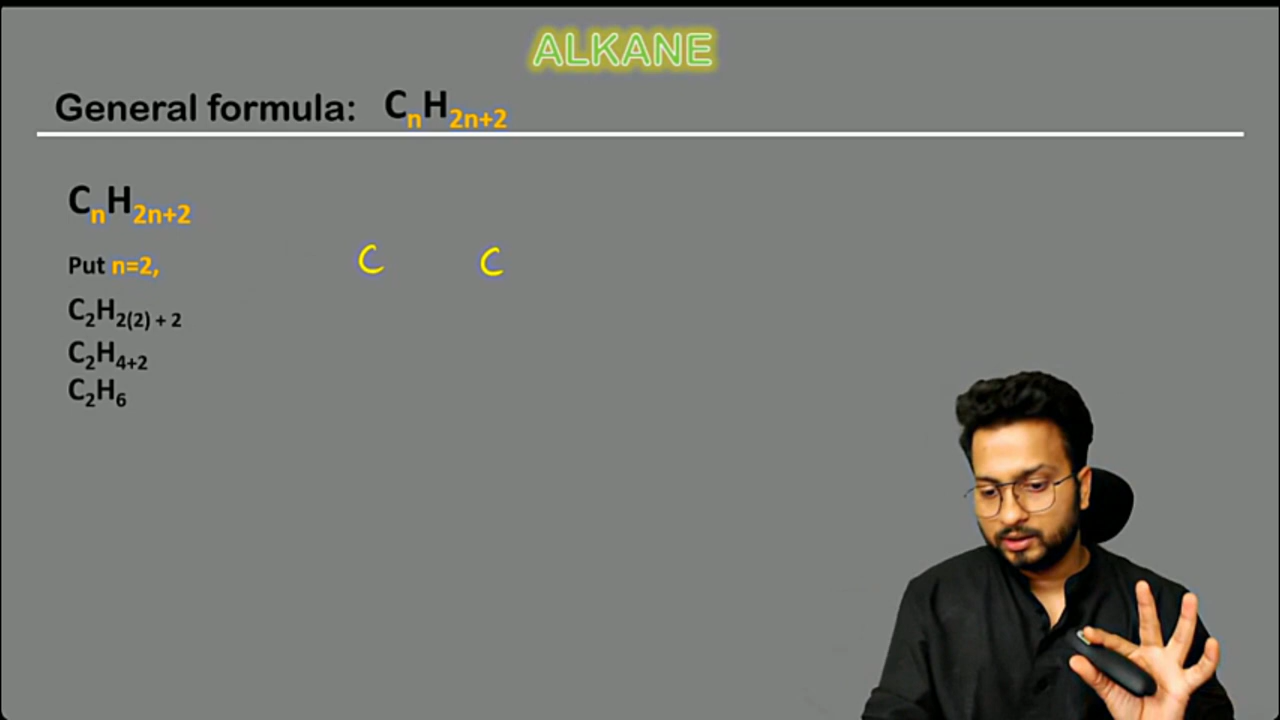 ALKANE
General formula: CₙH₂ₙ₊₂
CₙH₂ₙ₊₂
Put n=2,
C C
C₂H₂₍₂₎ ₊ ₂
C₂H₄₊₂
C₂H₆